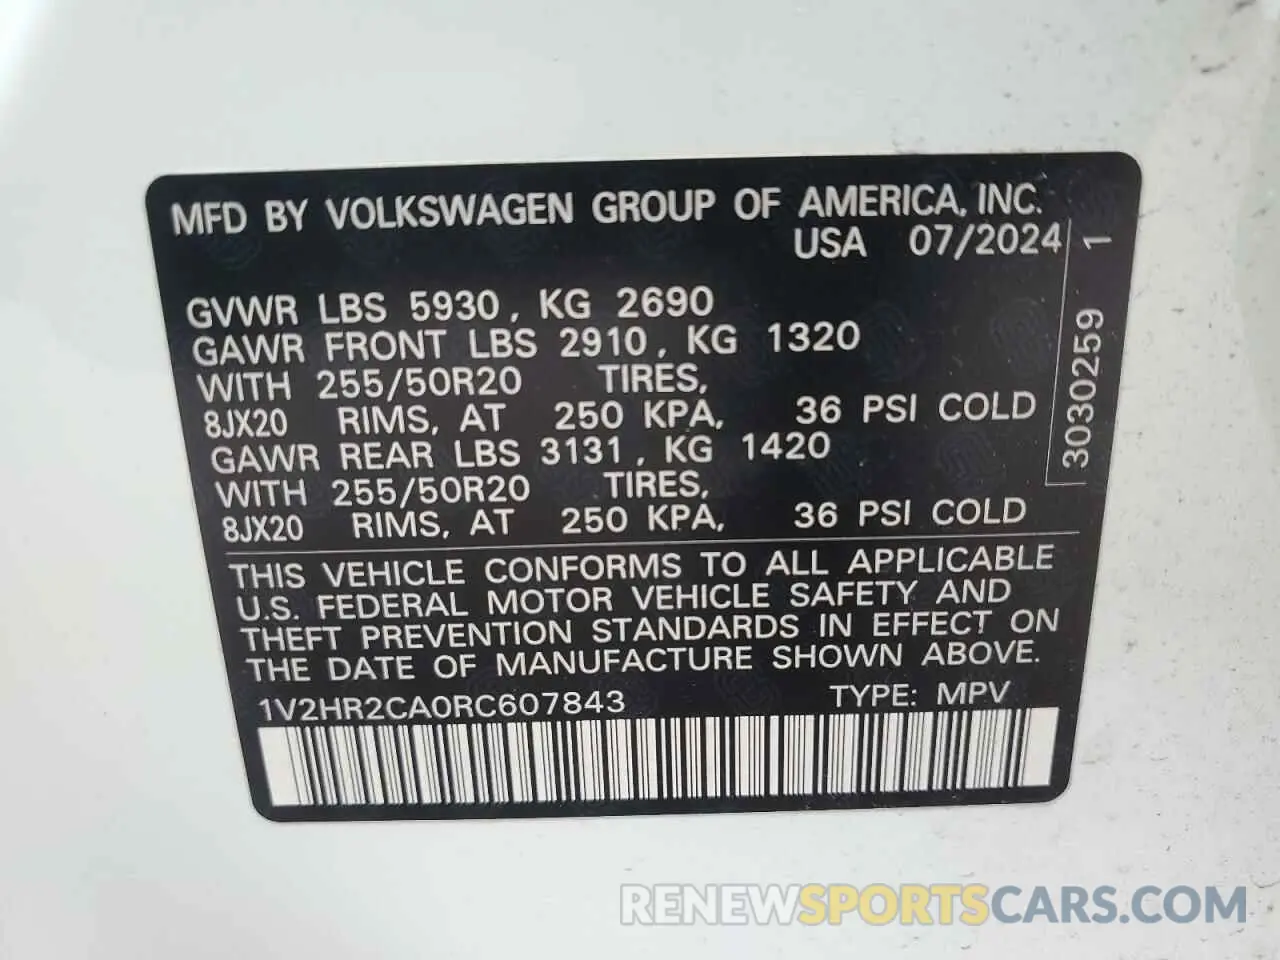 MFD BY VOLKSWAGEN GROUP OF AMERICA, INC.
USA 07/2024
GVWR LBS 5930, KG 2690
GAWR FRONT LBS 2910, KG 1320
WITH 255/50R20 TIRES,
8JX20 RIMS, AT 250 KPA, 36 PSI COLD
GAWR REAR LBS 3131, KG 1420
WITH 255/50R20 TIRES,
8JX20 RIMS, AT 250 KPA, 36 PSI COLD
3030259 1
THIS VEHICLE CONFORMS TO ALL APPLICABLE
U.S. FEDERAL MOTOR VEHICLE SAFETY AND
THEFT PREVENTION STANDARDS IN EFFECT ON
THE DATE OF MANUFACTURE SHOWN ABOVE.
1V2HR2CA0RC607843 TYPE: MPV
RENEWSPORTSCARS.COM